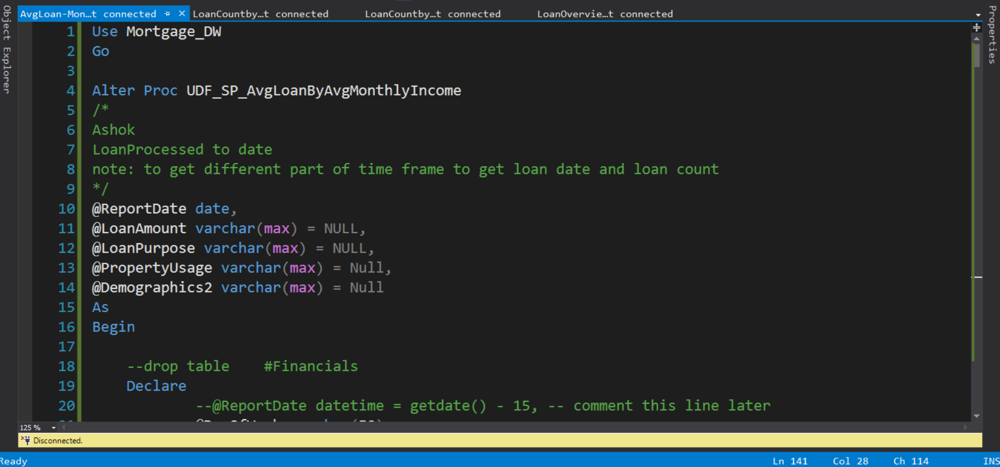 Object Explorer
AvgLoan-Mon…t connected
LoanCountby…t connected
LoanCountby…t connected
LoanOvervie…t connected
Properties
1 Use Mortgage_DW
2 Go
3
4 Alter Proc UDF_SP_AvgLoanByAvgMonthlyIncome
5 /*
6 Ashok
7 LoanProcessed to date
8 note: to get different part of time frame to get loan date and loan count
9 */
10 @ReportDate date,
11 @LoanAmount varchar(max) = NULL,
12 @LoanPurpose varchar(max) = NULL,
13 @PropertyUsage varchar(max) = Null,
14 @Demographics2 varchar(max) = Null
15 As
16 Begin
17
18 --drop table    #Financials
19 Declare
20 --@ReportDate datetime = getdate() - 15, -- comment this line later
125 %
Disconnected.
Ready
Ln 141
Col 28
Ch 114
INS